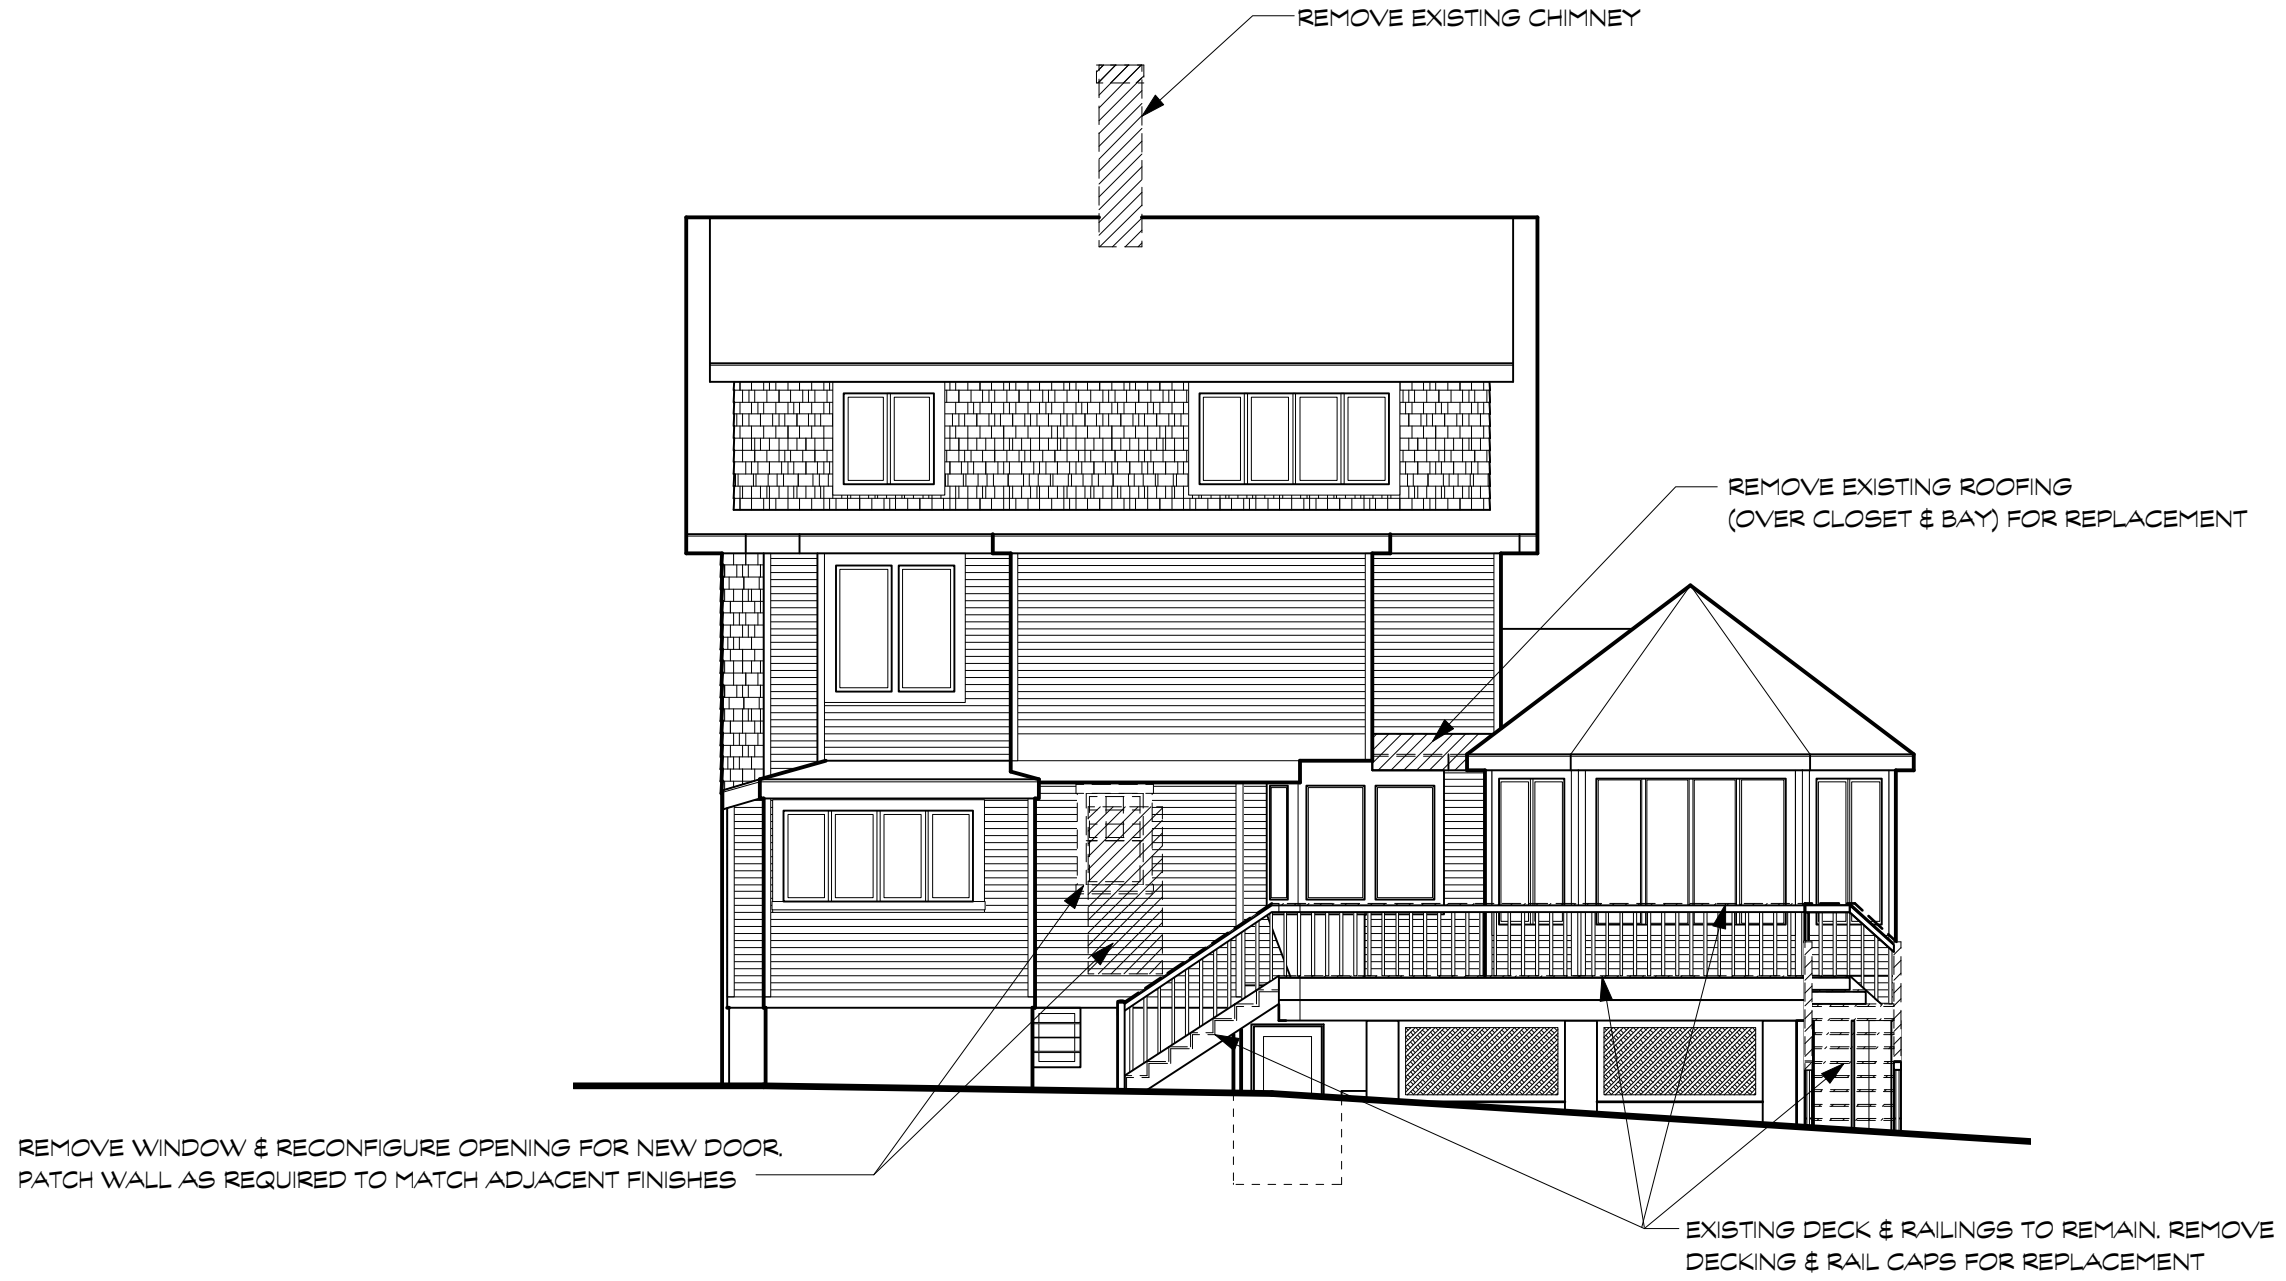 REMOVE EXISTING CHIMNEY
REMOVE EXISTING ROOFING
(OVER CLOSET & BAY) FOR REPLACEMENT
REMOVE WINDOW & RECONFIGURE OPENING FOR NEW DOOR.
PATCH WALL AS REQUIRED TO MATCH ADJACENT FINISHES
EXISTING DECK & RAILINGS TO REMAIN. REMOVE
DECKING & RAIL CAPS FOR REPLACEMENT